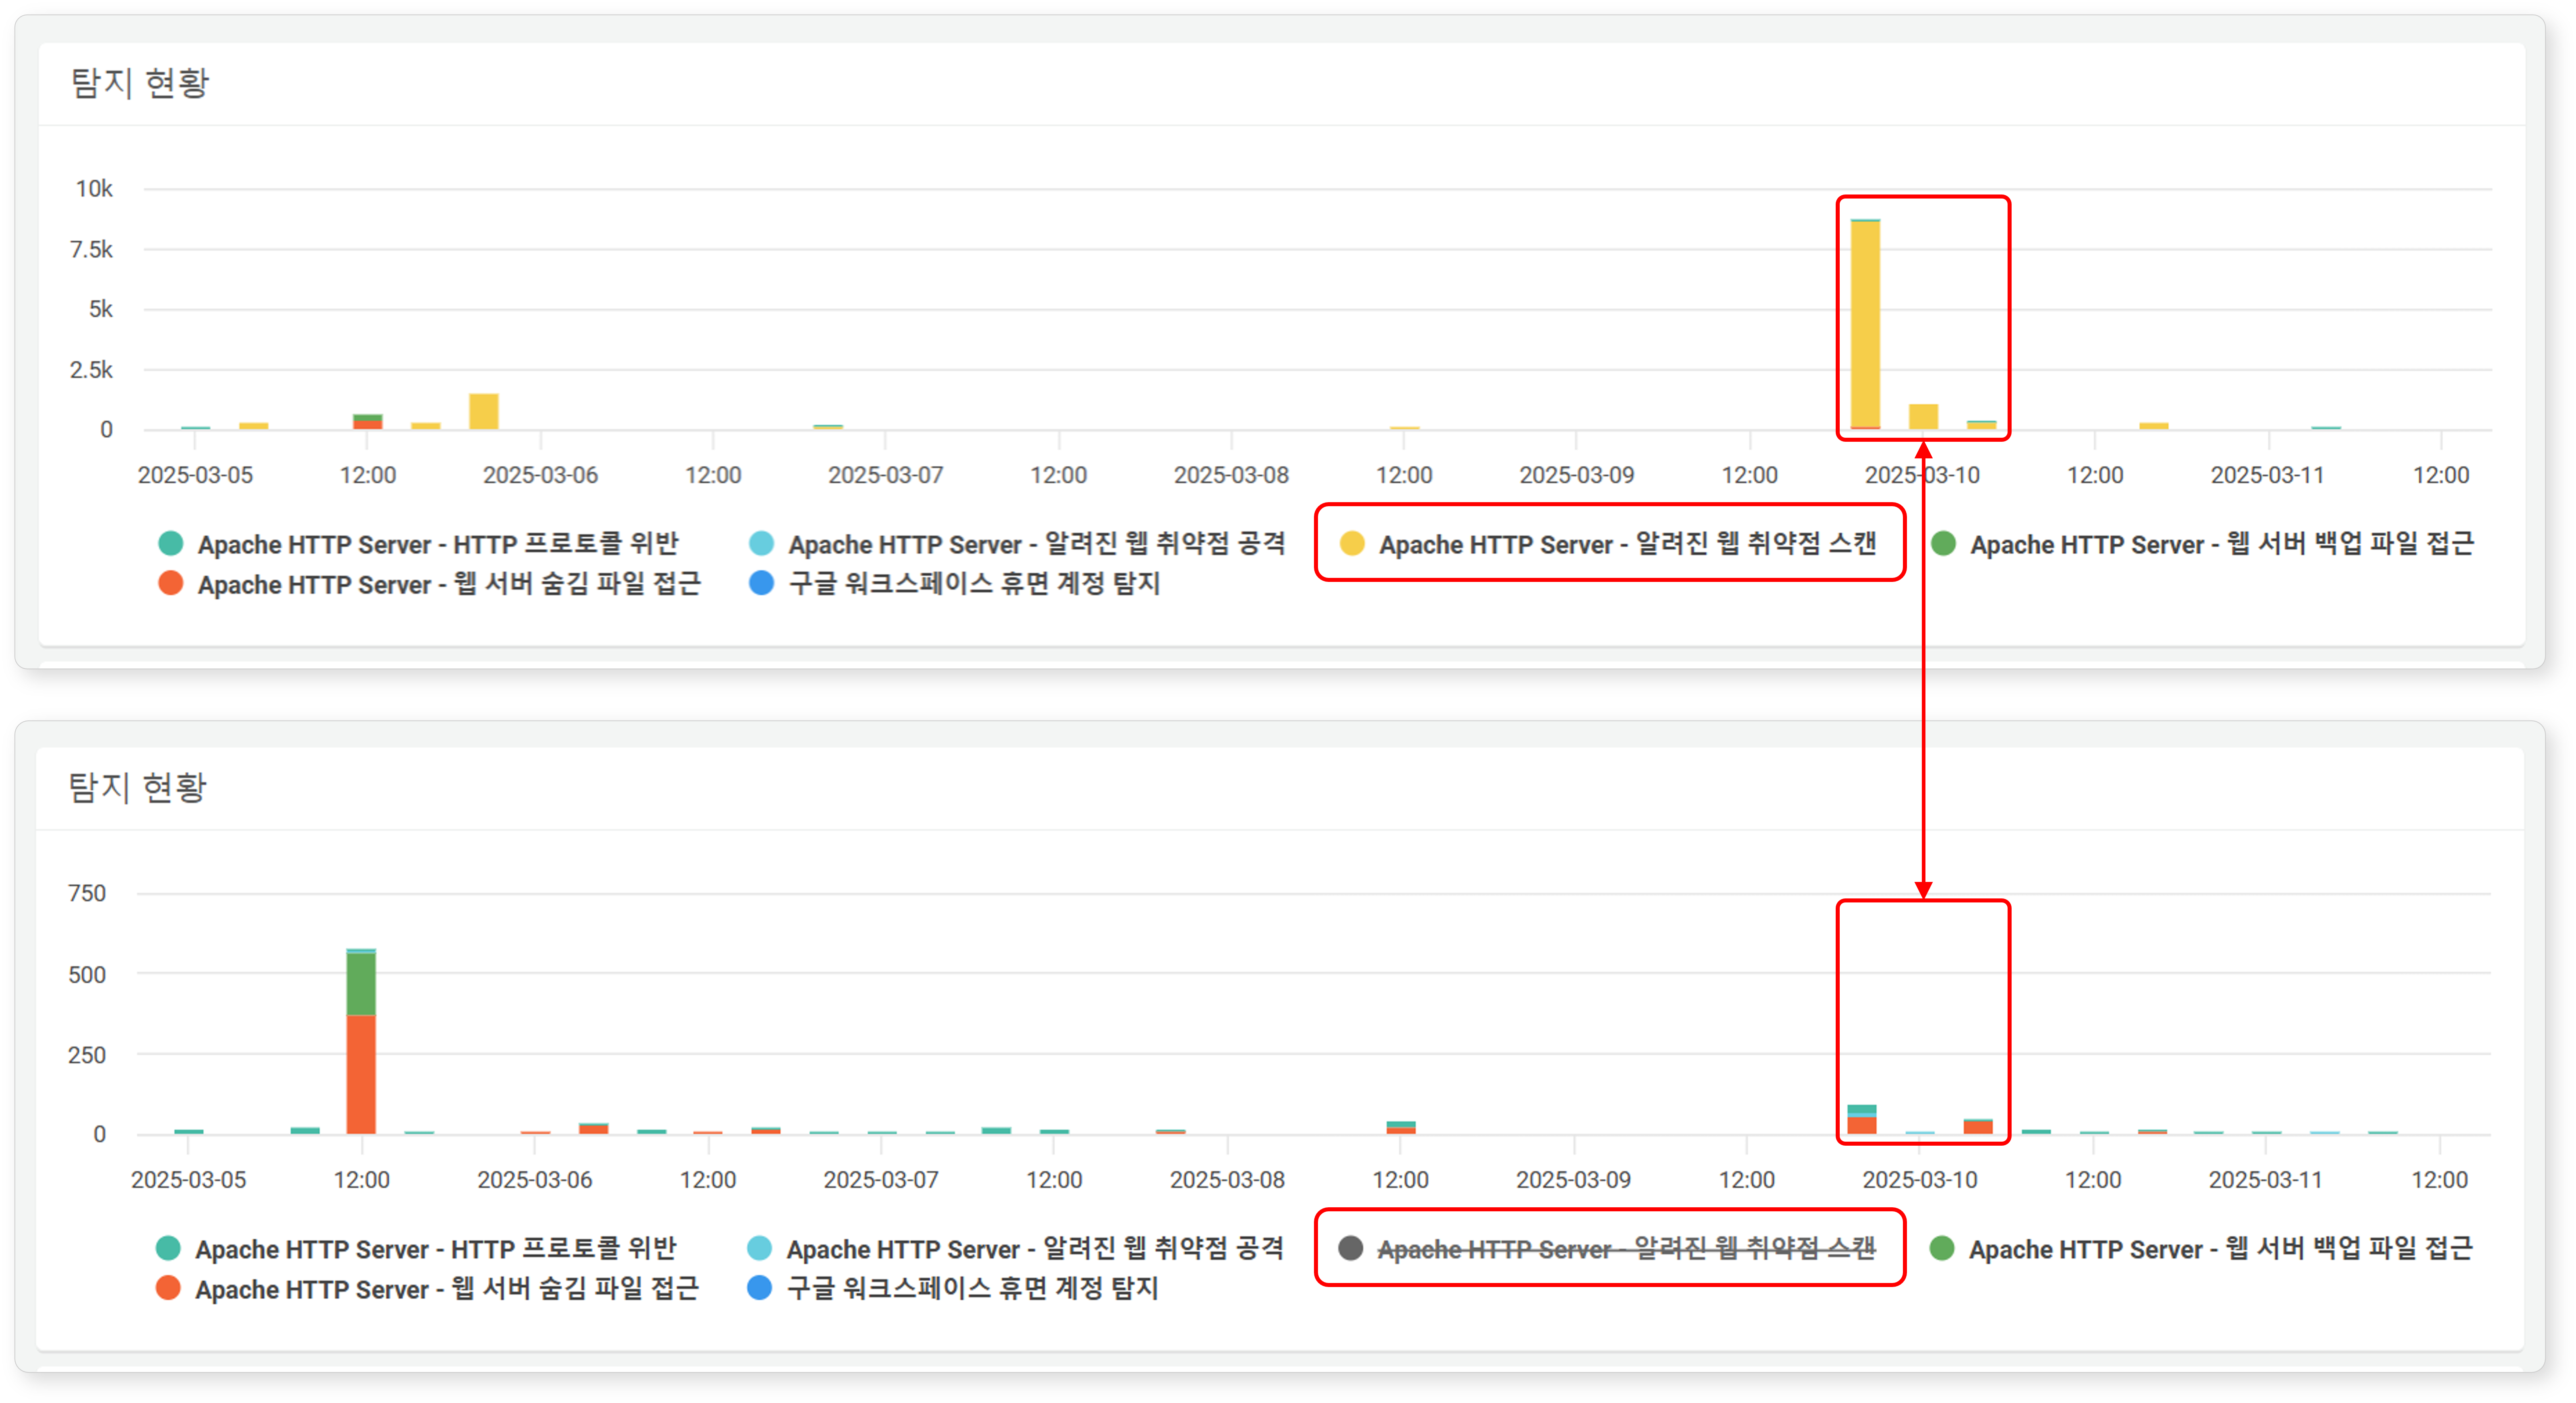 탐지 현황
10k
7.5k
5k
2.5k
0
2025-03-05 12:00 2025-03-06 12:00 2025-03-07 12:00 2025-03-08 12:00 2025-03-09 12:00 2025-03-10 12:00 2025-03-11 12:00
Apache HTTP Server - HTTP 프로토콜 위반 Apache HTTP Server - 알려진 웹 취약점 공격 Apache HTTP Server - 알려진 웹 취약점 스캔 Apache HTTP Server - 웹 서버 백업 파일 접근
Apache HTTP Server - 웹 서버 숨김 파일 접근 구글 워크스페이스 휴면 계정 탐지
탐지 현황
750
500
250
0
2025-03-05 12:00 2025-03-06 12:00 2025-03-07 12:00 2025-03-08 12:00 2025-03-09 12:00 2025-03-10 12:00 2025-03-11 12:00
Apache HTTP Server - HTTP 프로토콜 위반 Apache HTTP Server - 알려진 웹 취약점 공격 Apache HTTP Server - 알려진 웹 취약점 스캔 Apache HTTP Server - 웹 서버 백업 파일 접근
Apache HTTP Server - 웹 서버 숨김 파일 접근 구글 워크스페이스 휴면 계정 탐지